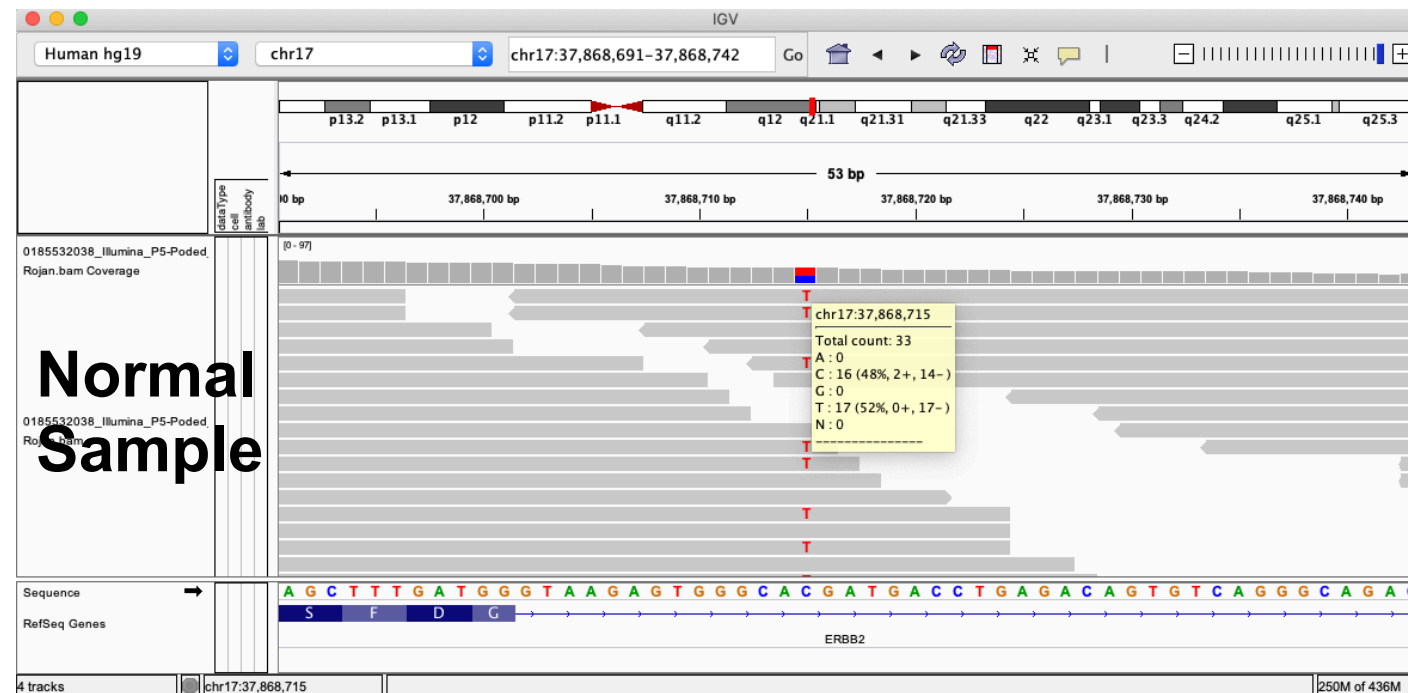 IGV
Human hg19 chr17 chr17:37,868,691-37,868,742 Go
p13.2 p13.1 p12 p11.2 p11.1 q11.2 q12 q21.1 q21.31 q21.33 q22 q23.1 q23.3 q24.2 q25.1 q25.3
53 bp
dataType
cell
antibody
lab
00 bp 37,868,700 bp 37,868,710 bp 37,868,720 bp 37,868,730 bp 37,868,740 bp
0185532038_Illumina_P5-Poded_
Rojan.bam Coverage
[0 - 97]
T
T
T
T
T
T
T
chr17:37,868,715
Total count: 33
A : 0
C : 16 (48%, 2+, 14- )
G : 0
T : 17 (52%, 0+, 17- )
N : 0
---------------
Normal
Sample
0185532038_Illumina_P5-Poded_
Rojan.bam
Sequence
A G C T T T G A T G G G T A A G A G T G G G C A C G A T G A C C T G A G A C A G T G T C A G G G C A G A
S F D G
RefSeq Genes
ERBB2
4 tracks chr17:37,868,715 250M of 436M